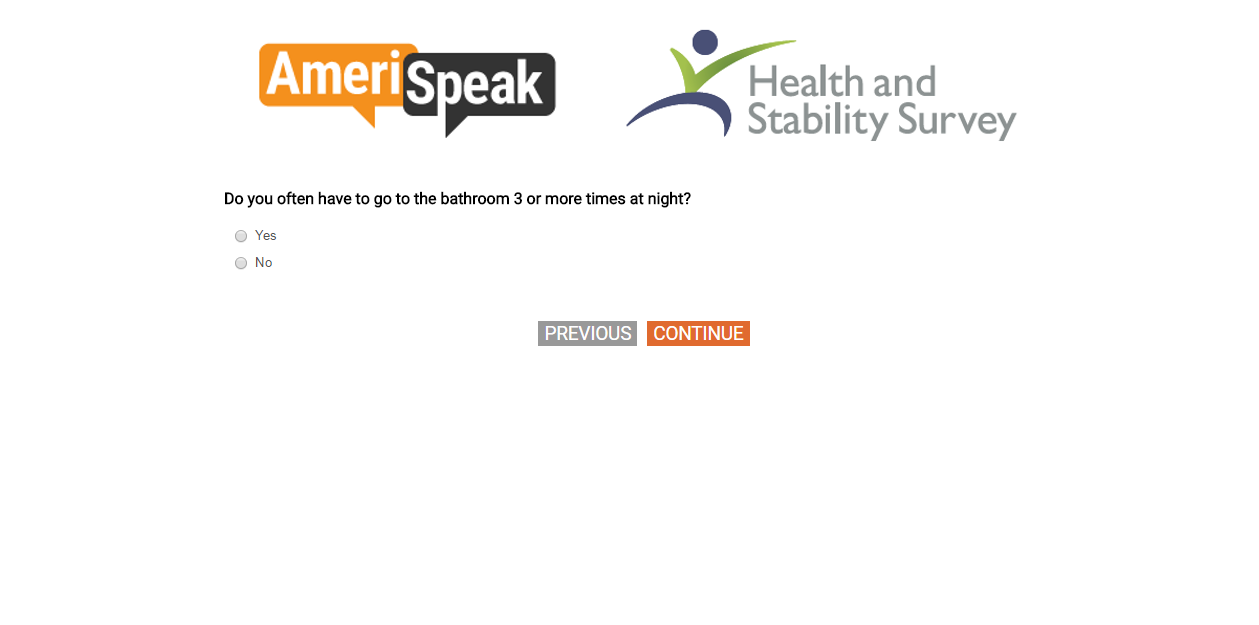 AmeriSpeak
Health and
Stability Survey
Do you often have to go to the bathroom 3 or more times at night?
Yes
No
PREVIOUS CONTINUE